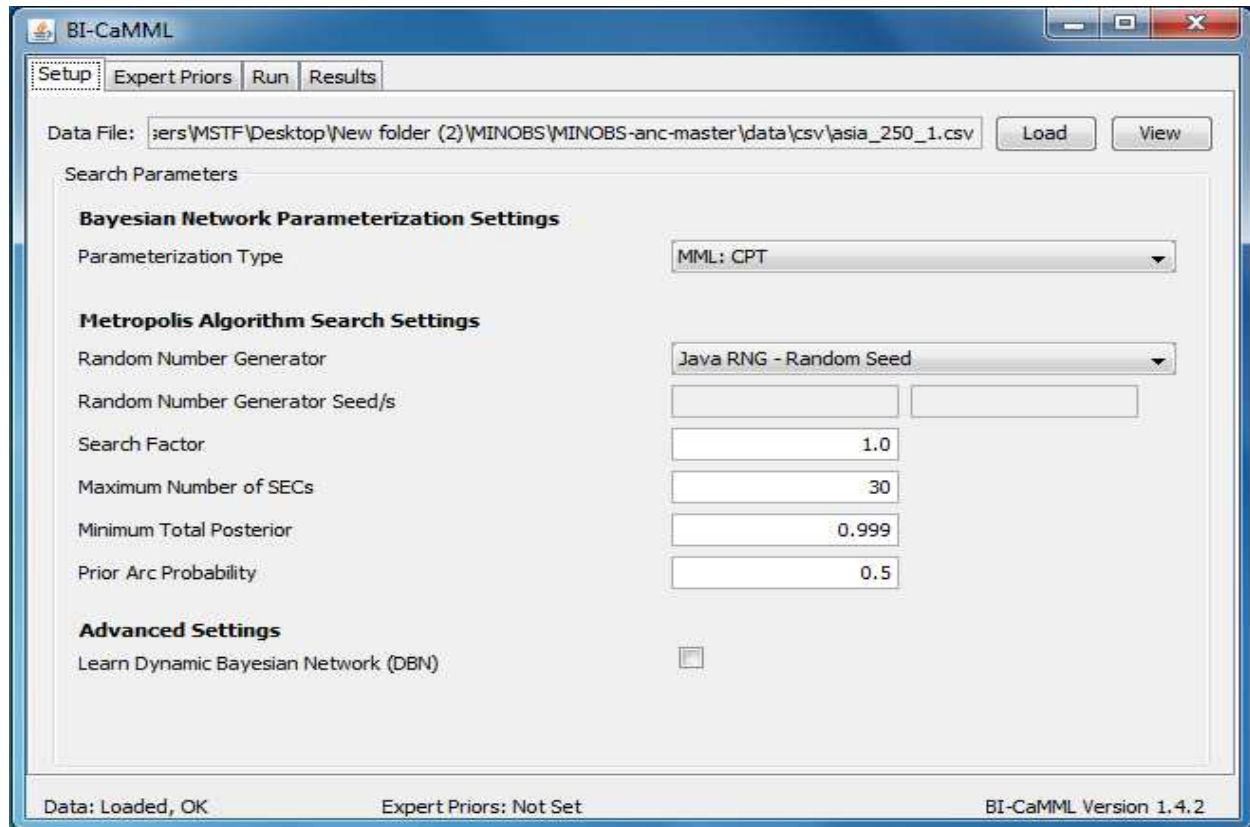 BI-CaMML
Setup Expert Priors Run Results
Data File: sers\MSTF\Desktop\New folder (2)\MINOBS\MINOBS-anc-master\data\csv\asia_250_1.csv Load View
Search Parameters
Bayesian Network Parameterization Settings
Parameterization Type MML: CPT
Metropolis Algorithm Search Settings
Random Number Generator Java RNG - Random Seed
Random Number Generator Seed/s
Search Factor 1.0
Maximum Number of SECs 30
Minimum Total Posterior 0.999
Prior Arc Probability 0.5
Advanced Settings
Learn Dynamic Bayesian Network (DBN)
Data: Loaded, OK Expert Priors: Not Set BI-CaMML Version 1.4.2